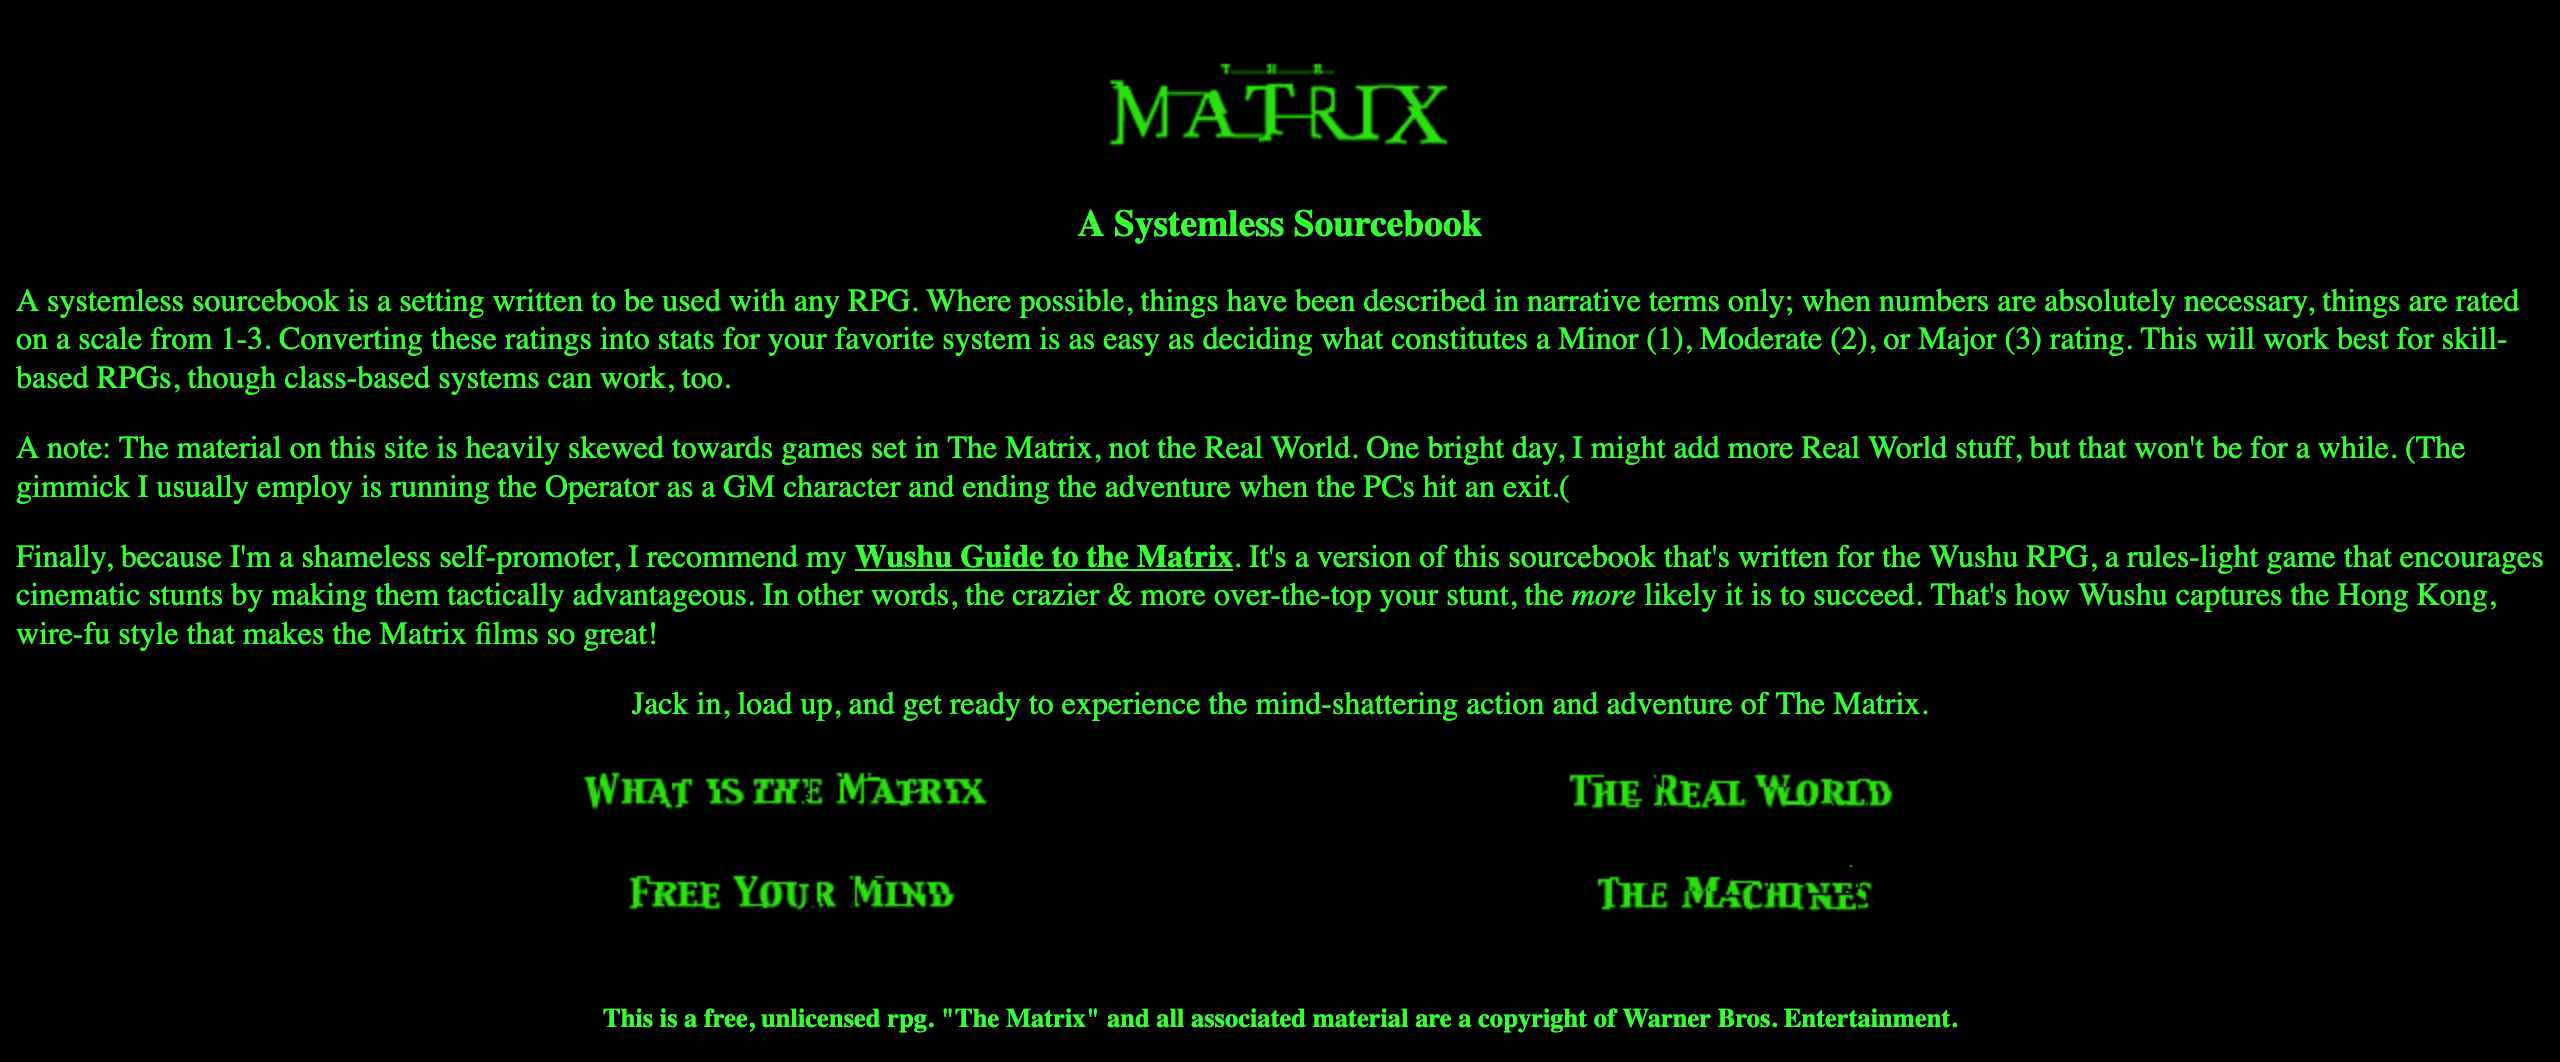 THE
MATRIX
A Systemless Sourcebook
A systemless sourcebook is a setting written to be used with any RPG. Where possible, things have been described in narrative terms only; when numbers are absolutely necessary, things are rated
on a scale from 1-3. Converting these ratings into stats for your favorite system is as easy as deciding what constitutes a Minor (1), Moderate (2), or Major (3) rating. This will work best for skill-
based RPGs, though class-based systems can work, too.
A note: The material on this site is heavily skewed towards games set in The Matrix, not the Real World. One bright day, I might add more Real World stuff, but that won't be for a while. (The
gimmick I usually employ is running the Operator as a GM character and ending the adventure when the PCs hit an exit.(
Finally, because I'm a shameless self-promoter, I recommend my Wushu Guide to the Matrix. It's a version of this sourcebook that's written for the Wushu RPG, a rules-light game that encourages
cinematic stunts by making them tactically advantageous. In other words, the crazier & more over-the-top your stunt, the more likely it is to succeed. That's how Wushu captures the Hong Kong,
wire-fu style that makes the Matrix films so great!
Jack in, load up, and get ready to experience the mind-shattering action and adventure of The Matrix.
WHAT IS THE MATRIX
THE REAL WORLD
FREE YOUR MIND
THE MACHINES
This is a free, unlicensed rpg. "The Matrix" and all associated material are a copyright of Warner Bros. Entertainment.